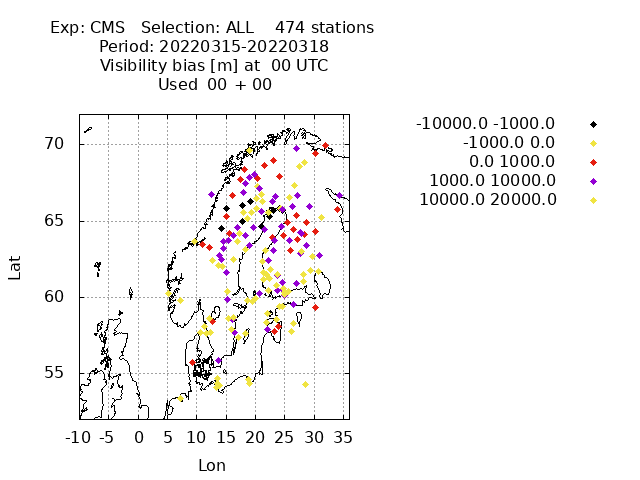 Exp: CMS Selection: ALL 474 stations
Period: 20220315-20220318
Visibility bias [m] at 00 UTC
Used 00 + 00
-10000.0 -1000.0
-1000.0 0.0
0.0 1000.0
1000.0 10000.0
10000.0 20000.0
70
65
60
55
Lat
-10 -5 0 5 10 15 20 25 30 35
Lon